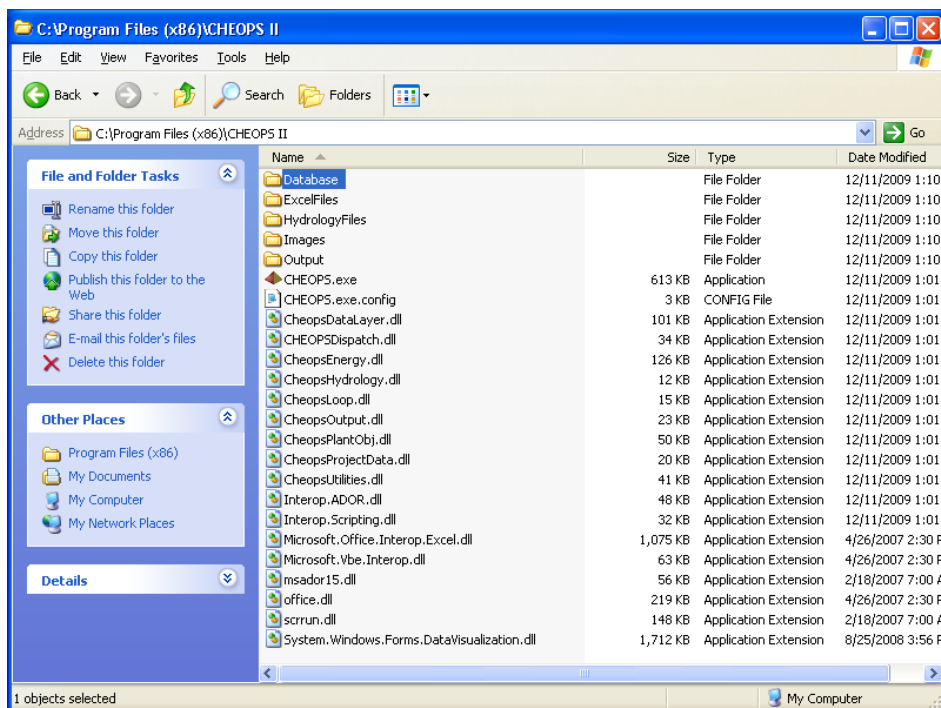 C:\Program Files (x86)\CHEOPS II
File Edit View Favorites Tools Help
Back Search Folders
Address C:\Program Files (x86)\CHEOPS II Go
File and Folder Tasks
Rename this folder
Move this folder
Copy this folder
Publish this folder to the
Web
Share this folder
E-mail this folder's files
Delete this folder
Other Places
Program Files (x86)
My Documents
My Computer
My Network Places
Details
Name Size Type Date Modified
Database File Folder 12/11/2009 1:10
ExcelFiles File Folder 12/11/2009 1:10
HydrologyFiles File Folder 12/11/2009 1:10
Images File Folder 12/11/2009 1:10
Output File Folder 12/11/2009 1:10
CHEOPS.exe 613 KB Application 12/11/2009 1:01
CHEOPS.exe.config 3 KB CONFIG File 12/11/2009 1:01
CheopsDataLayer.dll 101 KB Application Extension 12/11/2009 1:01
CHEOPSDispatch.dll 34 KB Application Extension 12/11/2009 1:01
CheopsEnergy.dll 126 KB Application Extension 12/11/2009 1:01
CheopsHydrology.dll 12 KB Application Extension 12/11/2009 1:01
CheopsLoop.dll 15 KB Application Extension 12/11/2009 1:01
CheopsOutput.dll 23 KB Application Extension 12/11/2009 1:01
CheopsPlantObj.dll 50 KB Application Extension 12/11/2009 1:01
CheopsProjectData.dll 20 KB Application Extension 12/11/2009 1:01
CheopsUtilities.dll 41 KB Application Extension 12/11/2009 1:01
Interop.ADOR.dll 48 KB Application Extension 12/11/2009 1:01
Interop.Scripting.dll 32 KB Application Extension 12/11/2009 1:01
Microsoft.Office.Interop.Excel.dll 1,075 KB Application Extension 4/26/2007 2:30 P
Microsoft.Vbe.Interop.dll 63 KB Application Extension 4/26/2007 2:30 P
msador15.dll 56 KB Application Extension 2/18/2007 7:00 A
office.dll 219 KB Application Extension 4/26/2007 2:30 P
scrrun.dll 148 KB Application Extension 2/18/2007 7:00 A
System.Windows.Forms.DataVisualization.dll 1,712 KB Application Extension 8/25/2008 3:56 P
1 objects selected My Computer